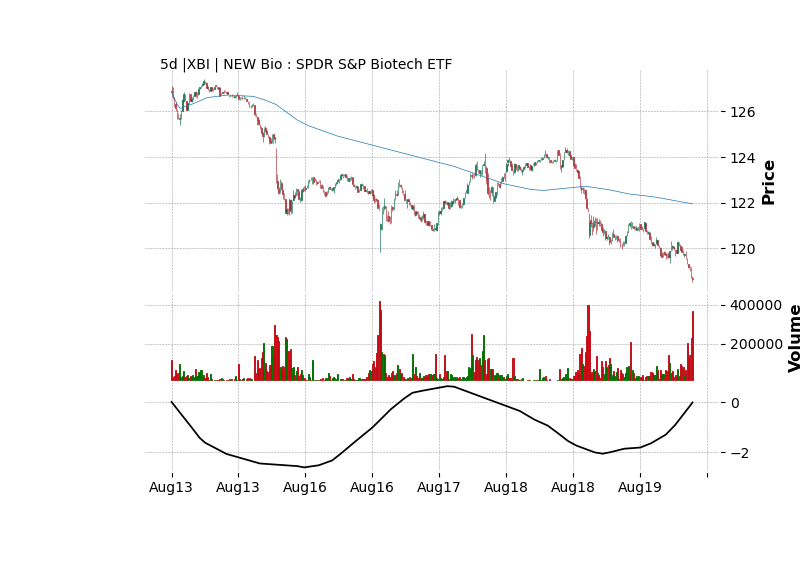 5d |XBI | NEW Bio : SPDR S&P Biotech ETF
126
124
122
120
Price
400000
200000
Volume
0
−2
Aug13 Aug13 Aug16 Aug16 Aug17 Aug18 Aug18 Aug19